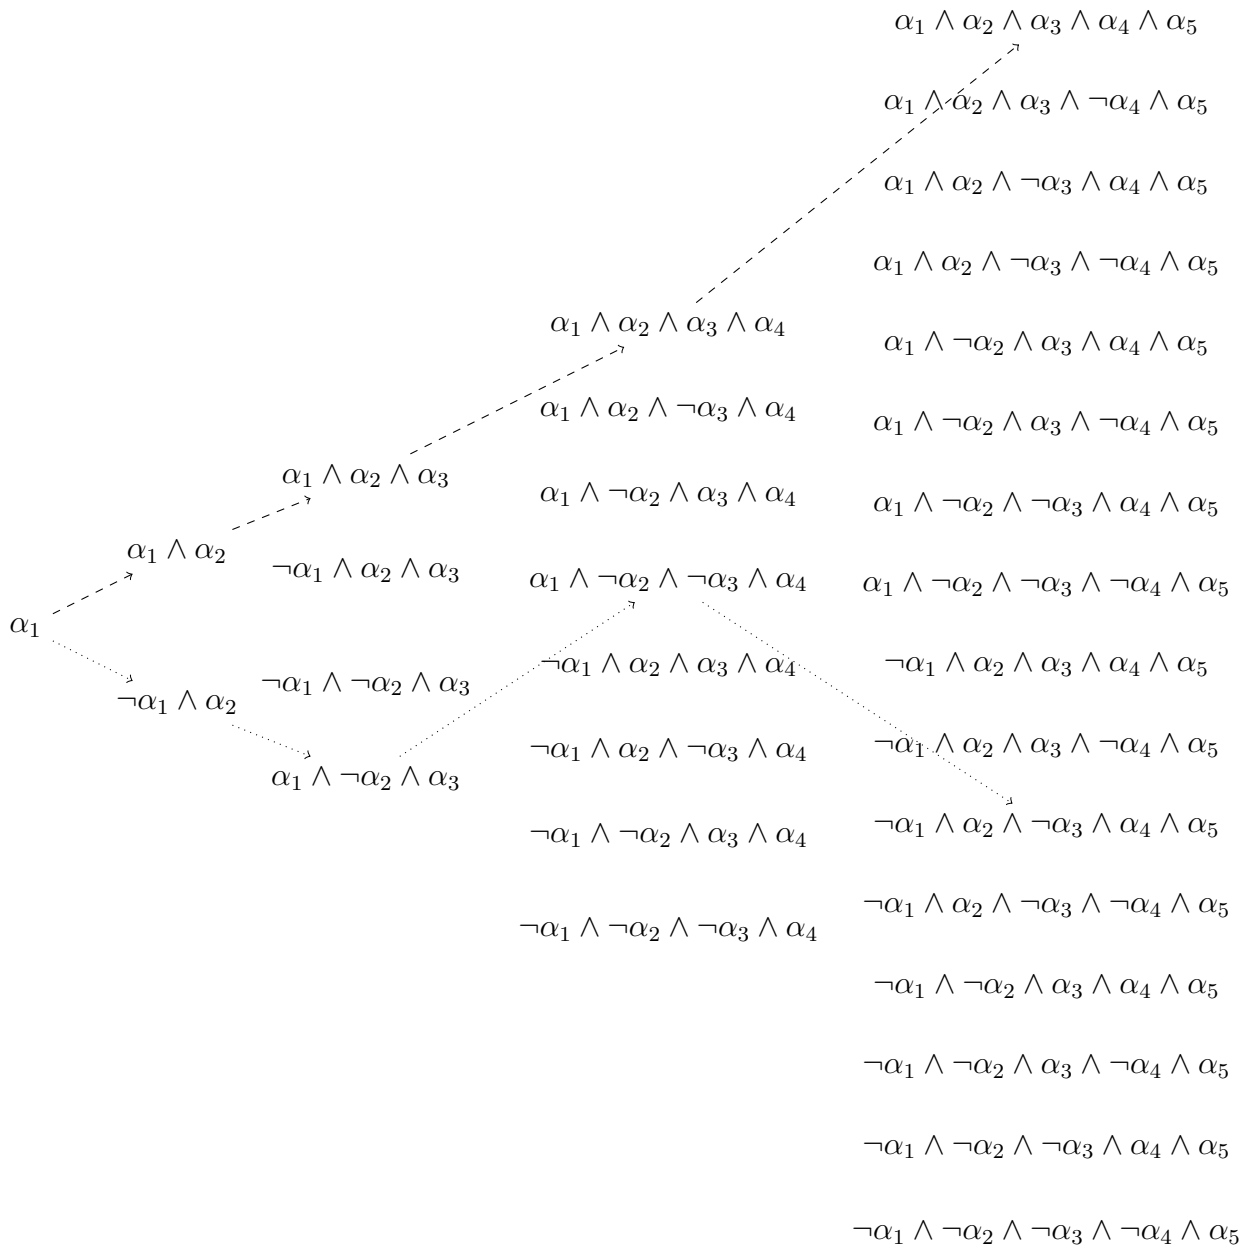 α₁
α₁ ∧ α₂
¬α₁ ∧ α₂
α₁ ∧ α₂ ∧ α₃
¬α₁ ∧ α₂ ∧ α₃
¬α₁ ∧ ¬α₂ ∧ α₃
α₁ ∧ ¬α₂ ∧ α₃
α₁ ∧ α₂ ∧ α₃ ∧ α₄
α₁ ∧ α₂ ∧ ¬α₃ ∧ α₄
α₁ ∧ ¬α₂ ∧ α₃ ∧ α₄
α₁ ∧ ¬α₂ ∧ ¬α₃ ∧ α₄
¬α₁ ∧ α₂ ∧ α₃ ∧ α₄
¬α₁ ∧ α₂ ∧ ¬α₃ ∧ α₄
¬α₁ ∧ ¬α₂ ∧ α₃ ∧ α₄
¬α₁ ∧ ¬α₂ ∧ ¬α₃ ∧ α₄
α₁ ∧ α₂ ∧ α₃ ∧ α₄ ∧ α₅
α₁ ∧ α₂ ∧ α₃ ∧ ¬α₄ ∧ α₅
α₁ ∧ α₂ ∧ ¬α₃ ∧ α₄ ∧ α₅
α₁ ∧ α₂ ∧ ¬α₃ ∧ ¬α₄ ∧ α₅
α₁ ∧ ¬α₂ ∧ α₃ ∧ α₄ ∧ α₅
α₁ ∧ ¬α₂ ∧ α₃ ∧ ¬α₄ ∧ α₅
α₁ ∧ ¬α₂ ∧ ¬α₃ ∧ α₄ ∧ α₅
α₁ ∧ ¬α₂ ∧ ¬α₃ ∧ ¬α₄ ∧ α₅
¬α₁ ∧ α₂ ∧ α₃ ∧ α₄ ∧ α₅
¬α₁ ∧ α₂ ∧ α₃ ∧ ¬α₄ ∧ α₅
¬α₁ ∧ α₂ ∧ ¬α₃ ∧ α₄ ∧ α₅
¬α₁ ∧ α₂ ∧ ¬α₃ ∧ ¬α₄ ∧ α₅
¬α₁ ∧ ¬α₂ ∧ α₃ ∧ α₄ ∧ α₅
¬α₁ ∧ ¬α₂ ∧ α₃ ∧ ¬α₄ ∧ α₅
¬α₁ ∧ ¬α₂ ∧ ¬α₃ ∧ α₄ ∧ α₅
¬α₁ ∧ ¬α₂ ∧ ¬α₃ ∧ ¬α₄ ∧ α₅